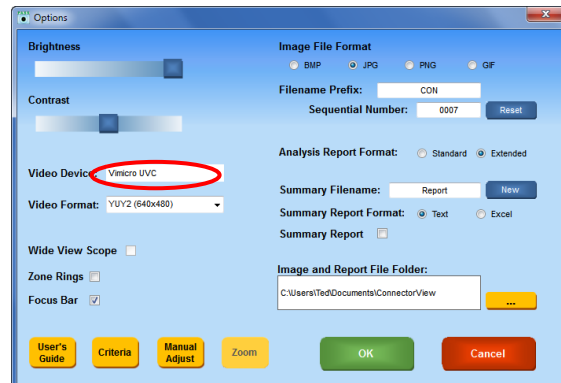 Options
Brightness
Contrast
Video Device: Vimicro UVC
Video Format: YUY2 (640x480)
Wide View Scope
Zone Rings
Focus Bar
Image File Format
BMP JPG PNG GIF
Filename Prefix: CON
Sequential Number: 0007 Reset
Analysis Report Format: Standard Extended
Summary Filename: Report New
Summary Report Format: Text Excel
Summary Report
Image and Report File Folder:
C:\Users\Ted\Documents\ConnectorView
...
User's
Guide
Criteria
Manual
Adjust
Zoom
OK
Cancel